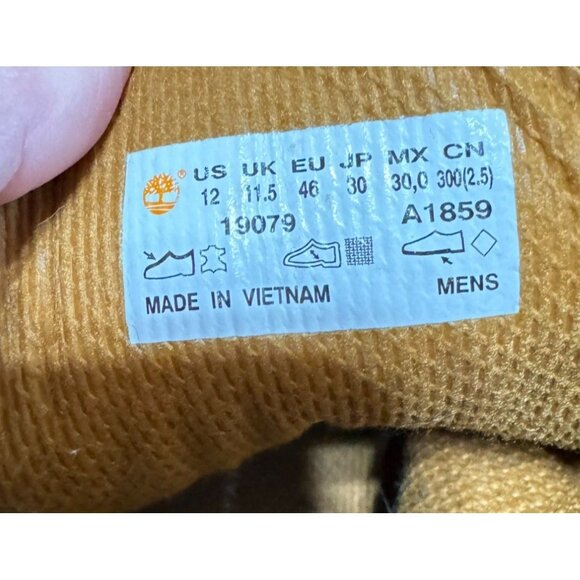 ® US UK EU JP MX CN
12 11.5 46 30 30,0 300(2.5)
19079 A1859
MADE IN VIETNAM MENS